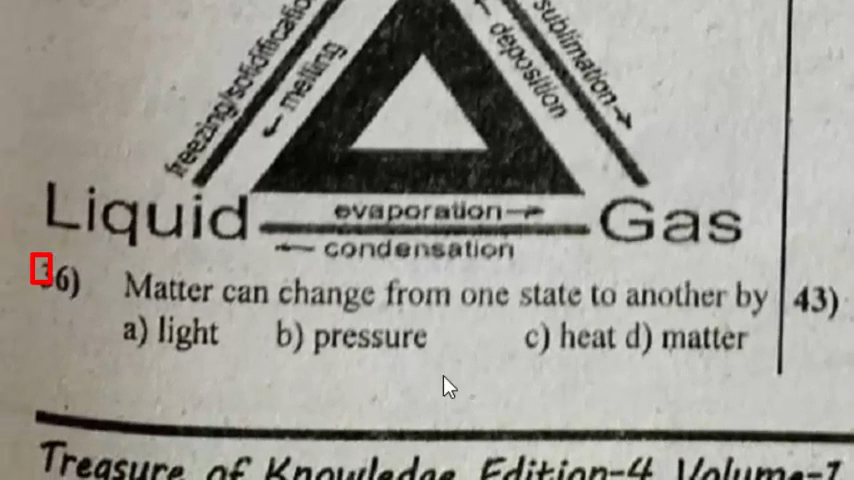 freezing/solidification
melting
sublimation
deposition
Liquid
evaporation
Gas
condensation
36) Matter can change from one state to another by
a) light b) pressure c) heat d) matter
43)
Treasure of Knowledge Edition-4 Volume-1